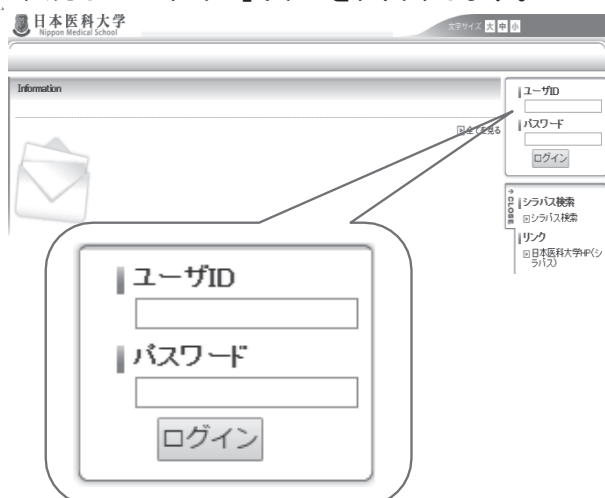 日本医科大学
Nippon Medical School
文字サイズ 大 中 小
Information
全てを見る
ユーザID
パスワード
ログイン
CLOSE
シラバス検索
シラバス検索
リンク
日本医科大学HP(シ
ラバス)
ユーザID
パスワード
ログイン